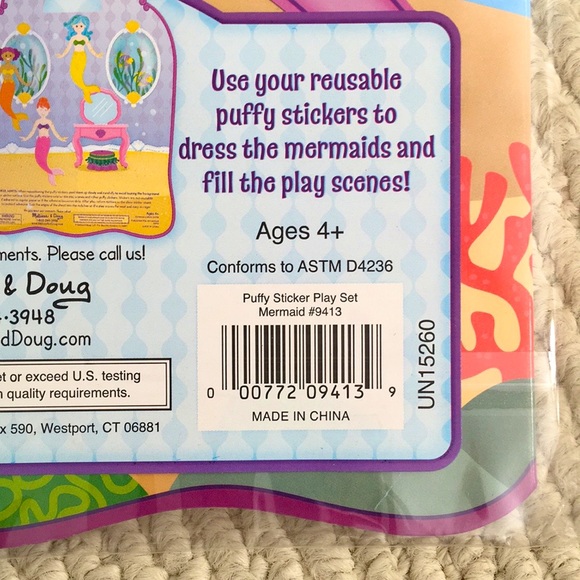 Use your reusable
puffy stickers to
dress the mermaids and
fill the play scenes!
Ages 4+
Conforms to ASTM D4236
ments. Please call us!
& Doug
-3948
dDoug.com
et or exceed U.S. testing
quality requirements.
x 590, Westport, CT 06881
Puffy Sticker Play Set
Mermaid #9413
0 00772 09413 9
MADE IN CHINA
UN15260